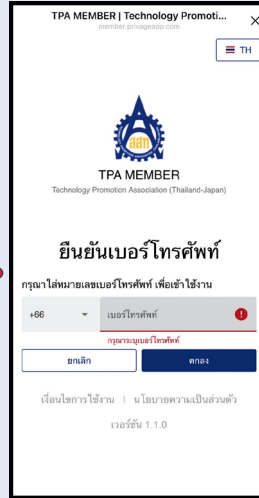 TPA MEMBER | Technology Promoti...
member.privageapp.com
TH
สสท
TPA MEMBER
Technology Promotion Association (Thailand-Japan)
ยืนยันเบอร์โทรศัพท์
กรุณาใส่หมายเลขเบอร์โทรศัพท์ เพื่อเข้าใช้งาน
+66 เบอร์โทรศัพท์
กรุณาระบุเบอร์โทรศัพท์
ยกเลิก ตกลง
เงื่อนไขการใช้งาน | นโยบายความเป็นส่วนตัว
เวอร์ชัน 1.1.0